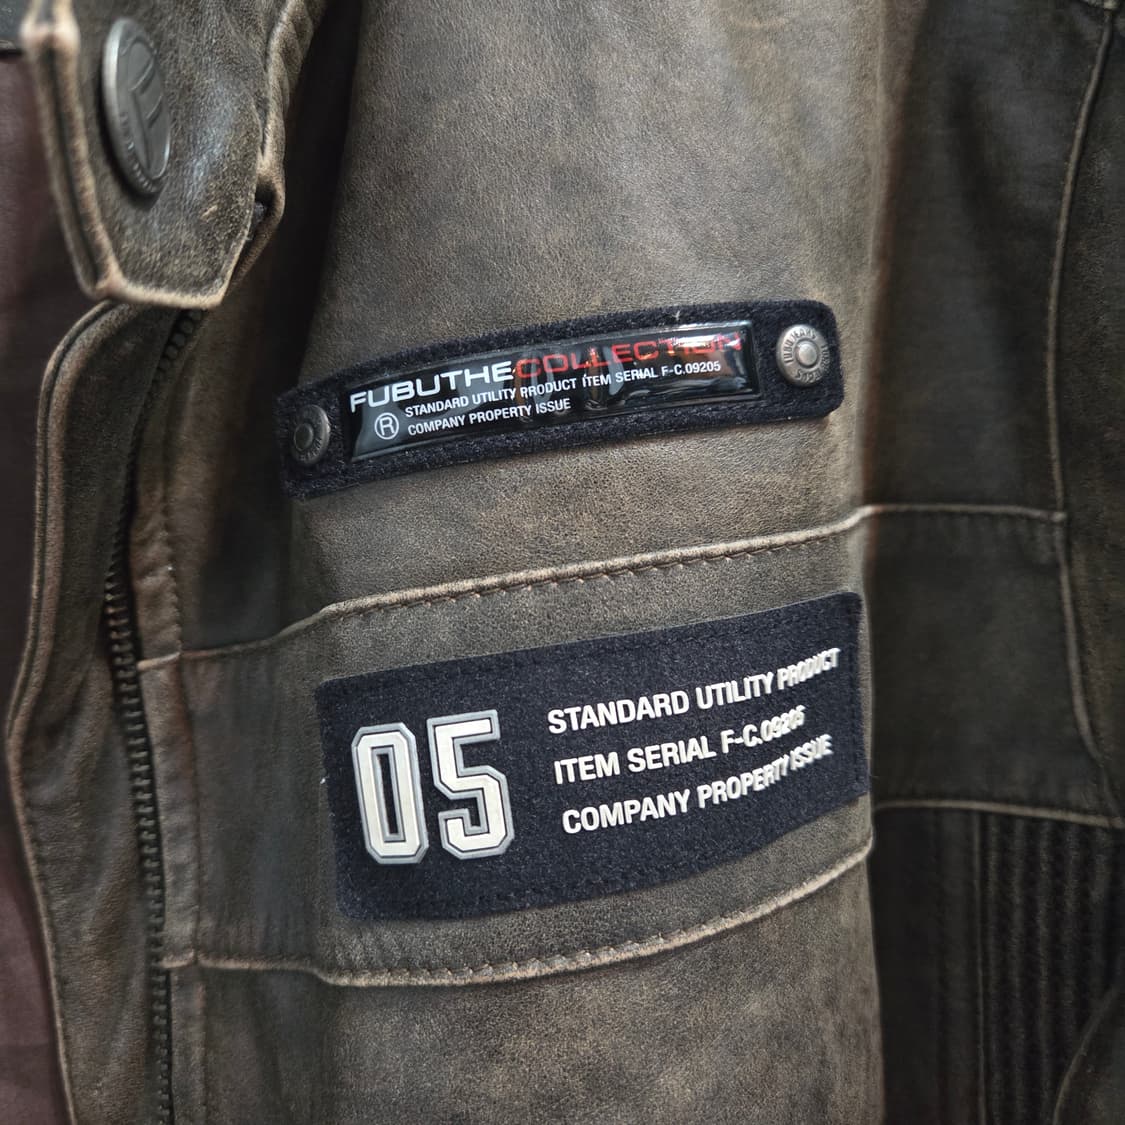 FUBUTHECOLLECTION
® STANDARD UTILITY PRODUCT ITEM SERIAL F-C.09205
COMPANY PROPERTY ISSUE
05
STANDARD UTILITY PRODUCT
ITEM SERIAL F-C.09205
COMPANY PROPERTY ISSUE